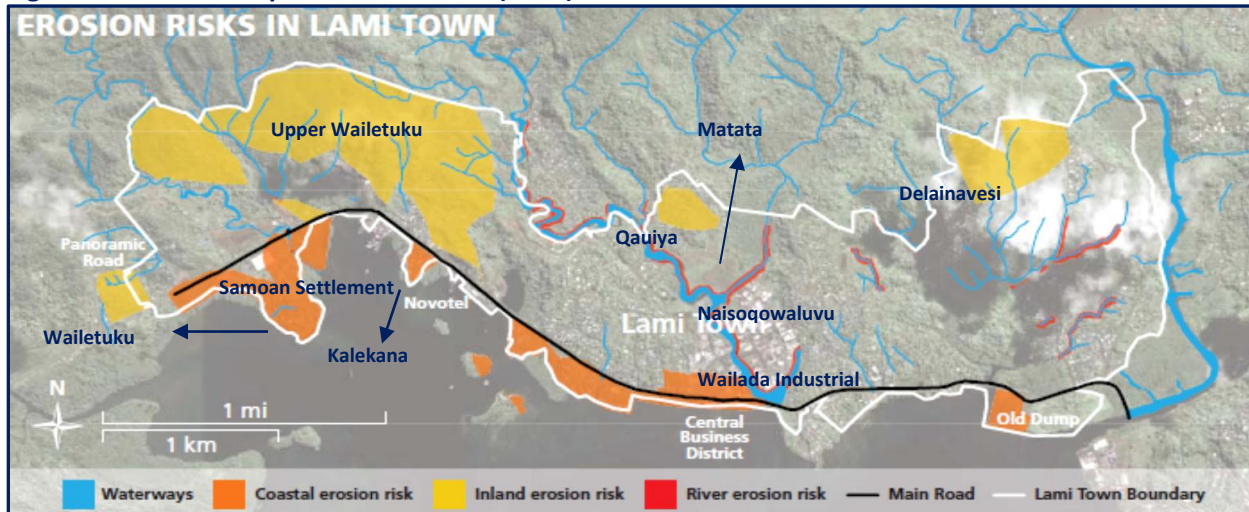 EROSION RISKS IN LAMI TOWN
Upper Wailetuku
Matata
Delainavesi
Qauiya
Panoramic
Road
Samoan Settlement
Novotel
Naisoqowaluvu
Lami Town
Wailetuku
Kalekana
Wailada Industrial
N
1 mi
1 km
Central
Business
District
Old Dump
Waterways
Coastal erosion risk
Inland erosion risk
River erosion risk
Main Road
Lami Town Boundary